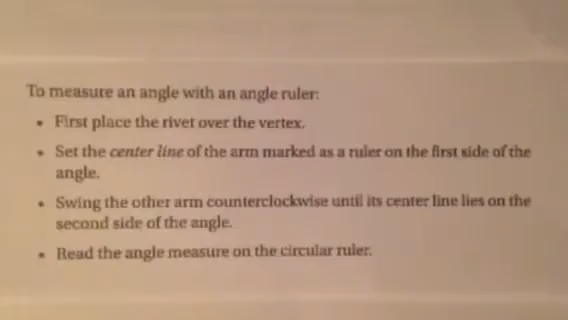 To measure an angle with an angle ruler:
• First place the rivet over the vertex.
• Set the center line of the arm marked as a ruler on the first side of the
angle.
• Swing the other arm counterclockwise until its center line lies on the
second side of the angle.
• Read the angle measure on the circular ruler.